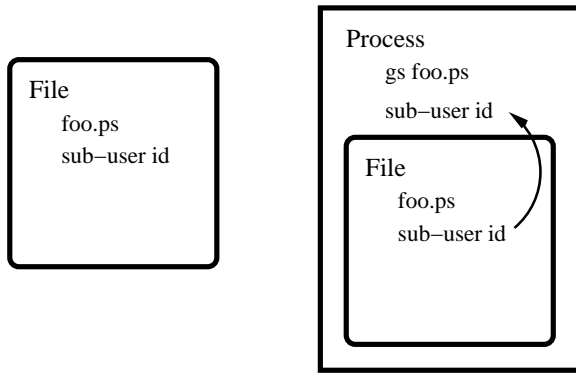 File
foo.ps
sub−user id
Process
gs foo.ps
sub−user id
File
foo.ps
sub−user id